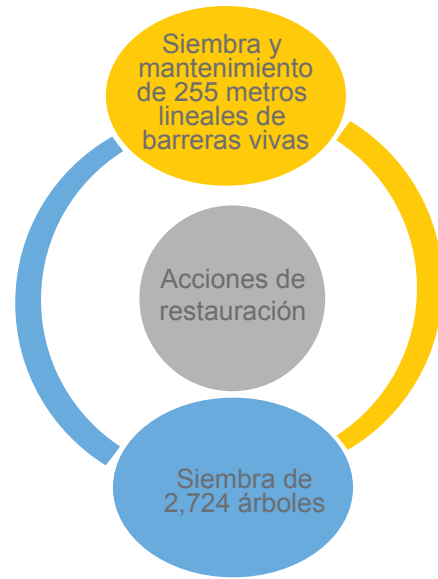 Siembra y
mantenimiento
de 255 metros
lineales de
barreras vivas
Acciones de
restauración
Siembra de
2,724 árboles